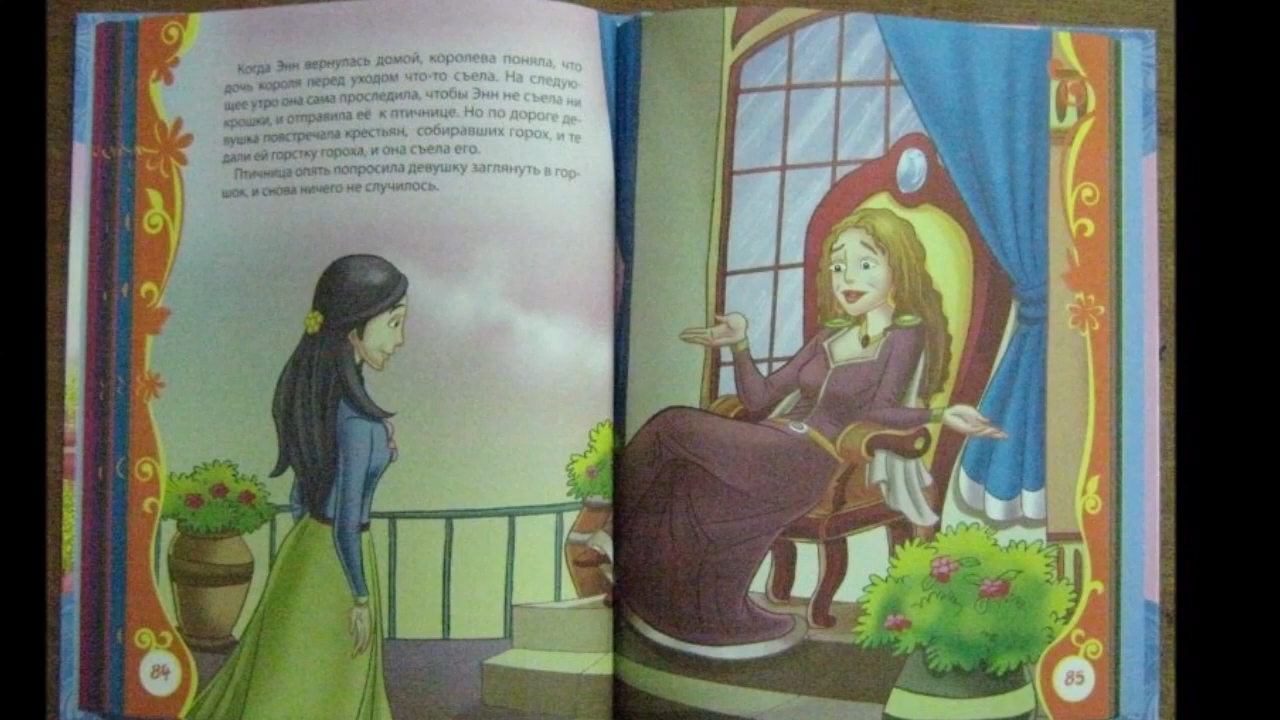 Когда Энн вернулась домой, королева поняла, что
дочь короля перед уходом что-то съела. На следую-
щее утро она сама проследила, чтобы Энн не съела ни
крошки, и отправила её к птичнице. Но по дороге де-
вушка повстречала крестьян, собиравших горох, и те
дали ей горстку гороха, и она съела его.
Птичница опять попросила девушку заглянуть в гор-
шок, и снова ничего не случилось.
84
85